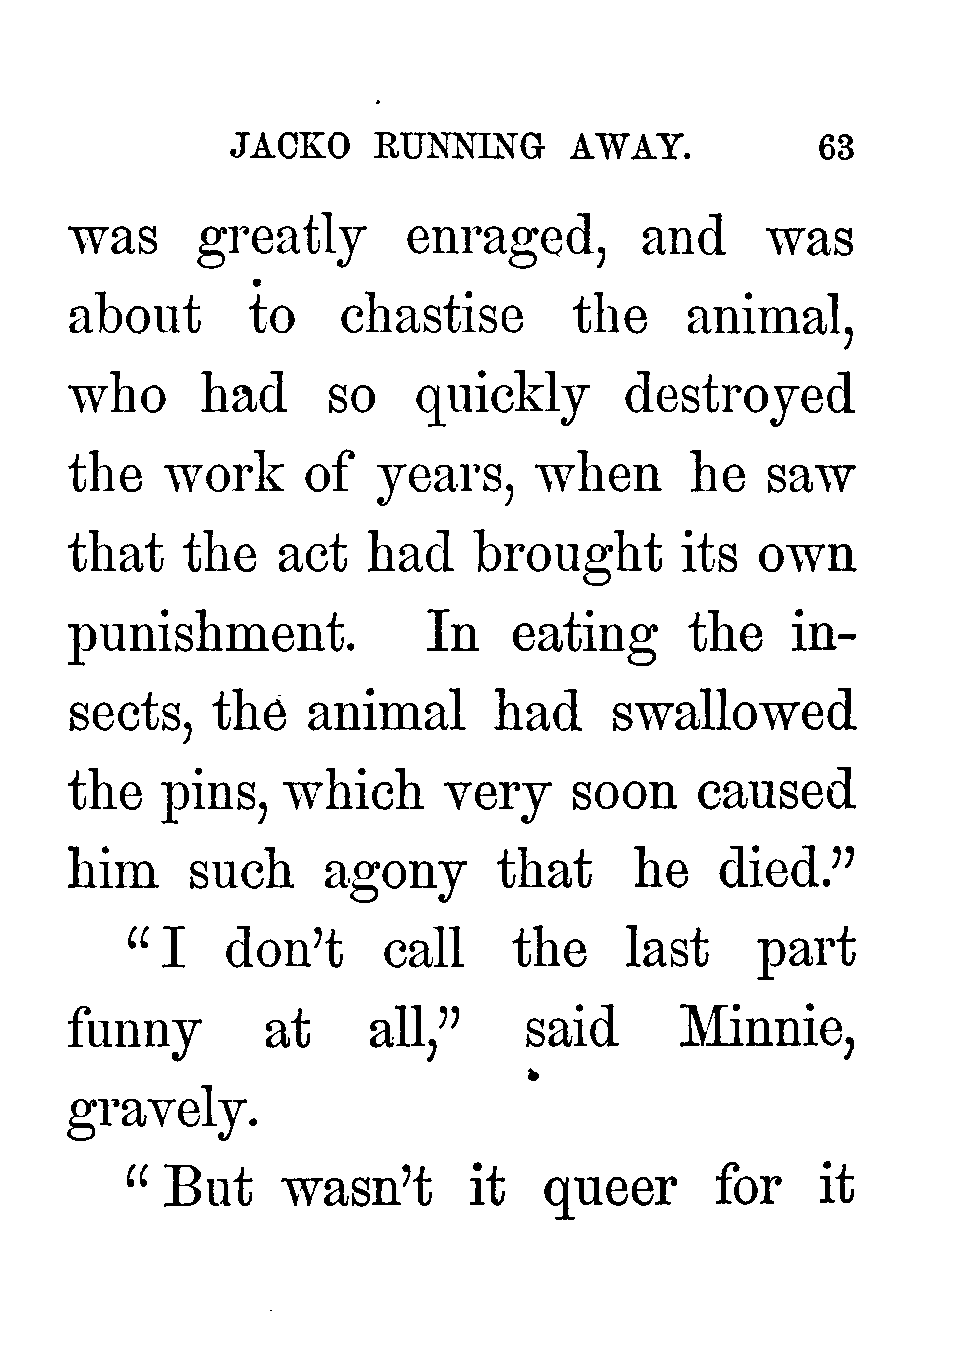 JACKO RUNNING AWAY. 63
was greatly enraged, and was
about to chastise the animal,
who had so quickly destroyed
the work of years, when he saw
that the act had brought its own
punishment. In eating the in-
sects, the animal had swallowed
the pins, which very soon caused
him such agony that he died.”
“I don’t call the last part
funny at all,” said Minnie,
gravely.
“But wasn’t it queer for it